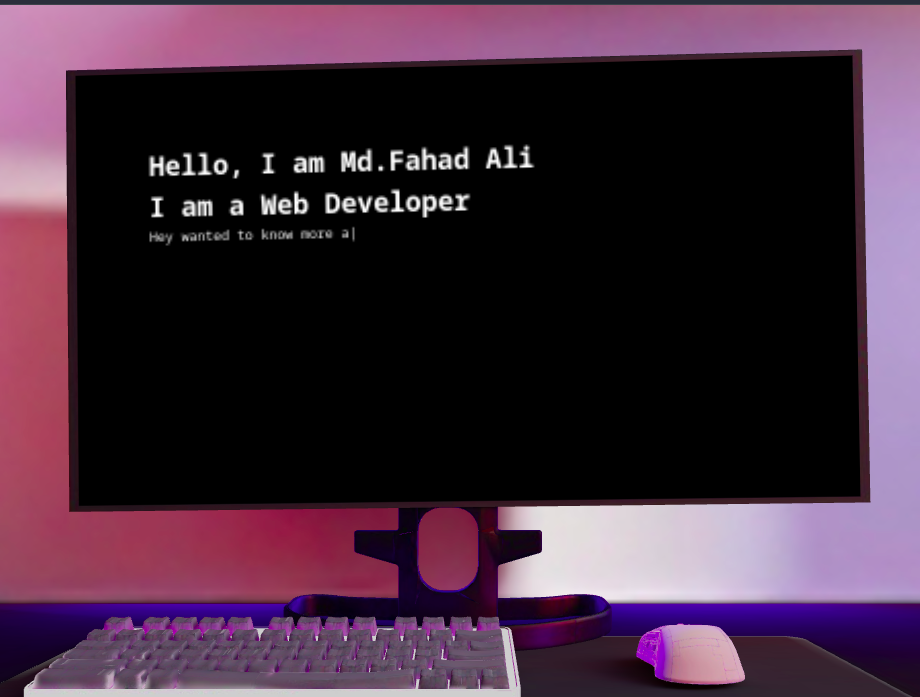 Hello, I am Md.Fahad Ali
I am a Web Developer
Hey wanted to know more a|